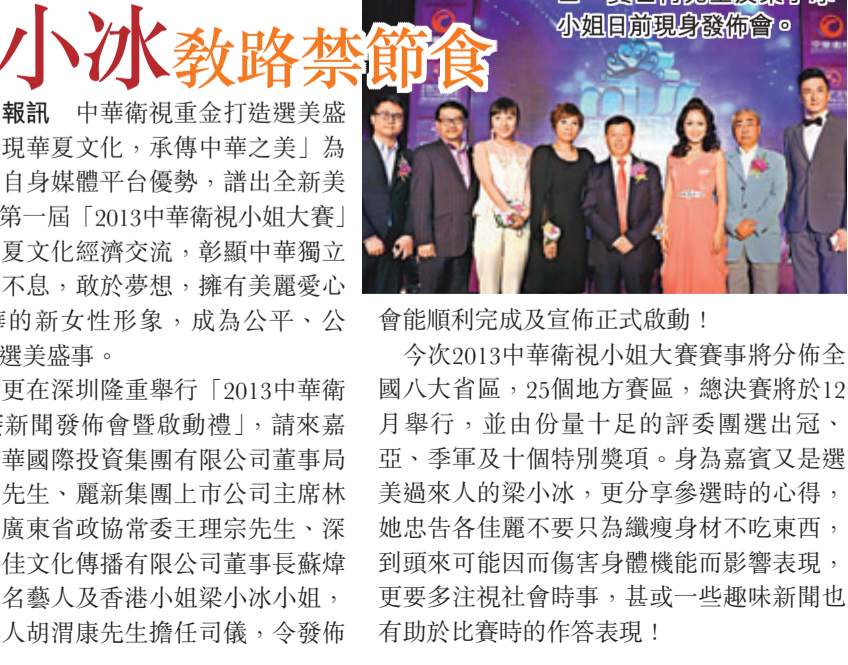 小冰教路禁節食
小姐日前現身發佈會。
報訊　中華衛視重金打造選美盛
現華夏文化，承傳中華之美」為
自身媒體平台優勢，譜出全新美
第一屆「2013中華衛視小姐大賽」
夏文化經濟交流，彰顯中華獨立
不息，敢於夢想，擁有美麗愛心
的新女性形象，成為公平、公
選美盛事。
更在深圳隆重舉行「2013中華衛
新聞發佈會暨啟動禮」，請來嘉
華國際投資集團有限公司董事局
先生、麗新集團上市公司主席林
廣東省政協常委王理宗先生、深
佳文化傳播有限公司董事長蘇煒
名藝人及香港小姐梁小冰小姐，
人胡渭康先生擔任司儀，令發佈
會能順利完成及宣佈正式啟動！
今次2013中華衛視小姐大賽賽事將分佈全
國八大省區，25個地方賽區，總決賽將於12
月舉行，並由份量十足的評委團選出冠、
亞、季軍及十個特別獎項。身為嘉賓又是選
美過來人的梁小冰，更分享參選時的心得，
她忠告各佳麗不要只為纖瘦身材不吃東西，
到頭來可能因而傷害身體機能而影響表現，
更要多注視社會時事，甚或一些趣味新聞也
有助於比賽時的作答表現！